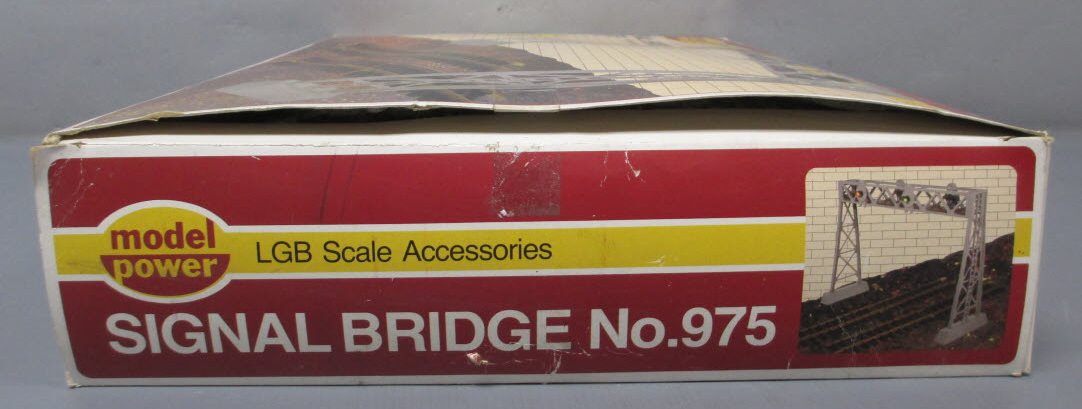 model
power
LGB Scale Accessories
SIGNAL BRIDGE No.975